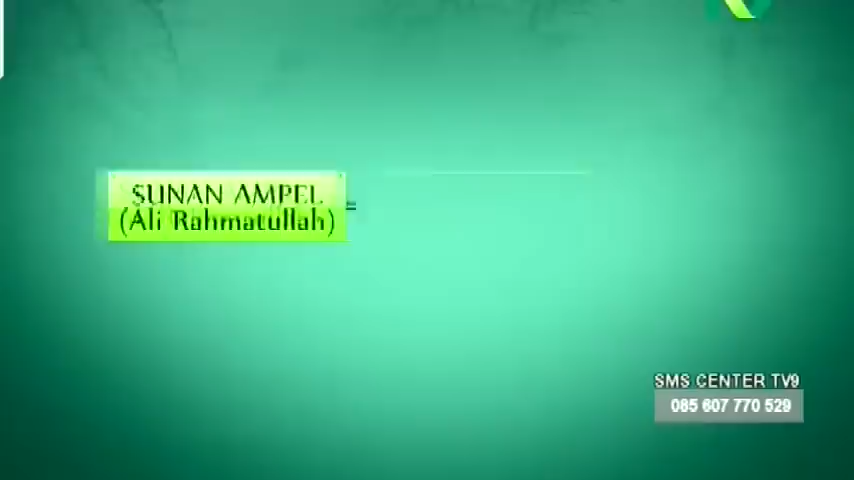 SUNAN AMPEL
(Ali Rahmatullah)
SMS CENTER TV9
085 607 770 529